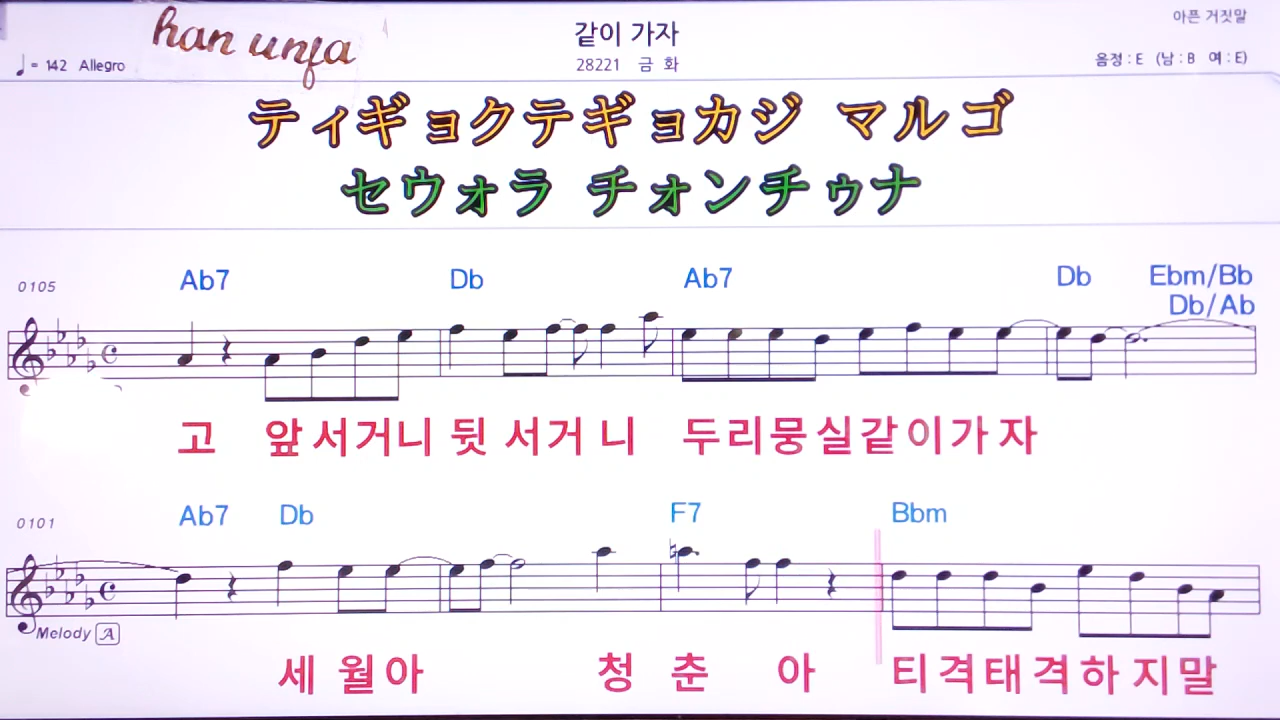 han unfa
같이 가자
아픈 거짓말
♩= 142 Allegro
28221 금 화
음정 : E (남 : B 여 : E)
ティギョクテギョカジ マルゴ
セウォラ チォンチゥナ
0105
Ab7 Db Ab7 Db Ebm/Bb
Db/Ab
고 앞서거니 뒷 서거 니 두리뭉실같이가 자
0101
Ab7 Db F7 Bbm
Melody A
세 월아 청 춘 아 티격태격하지말